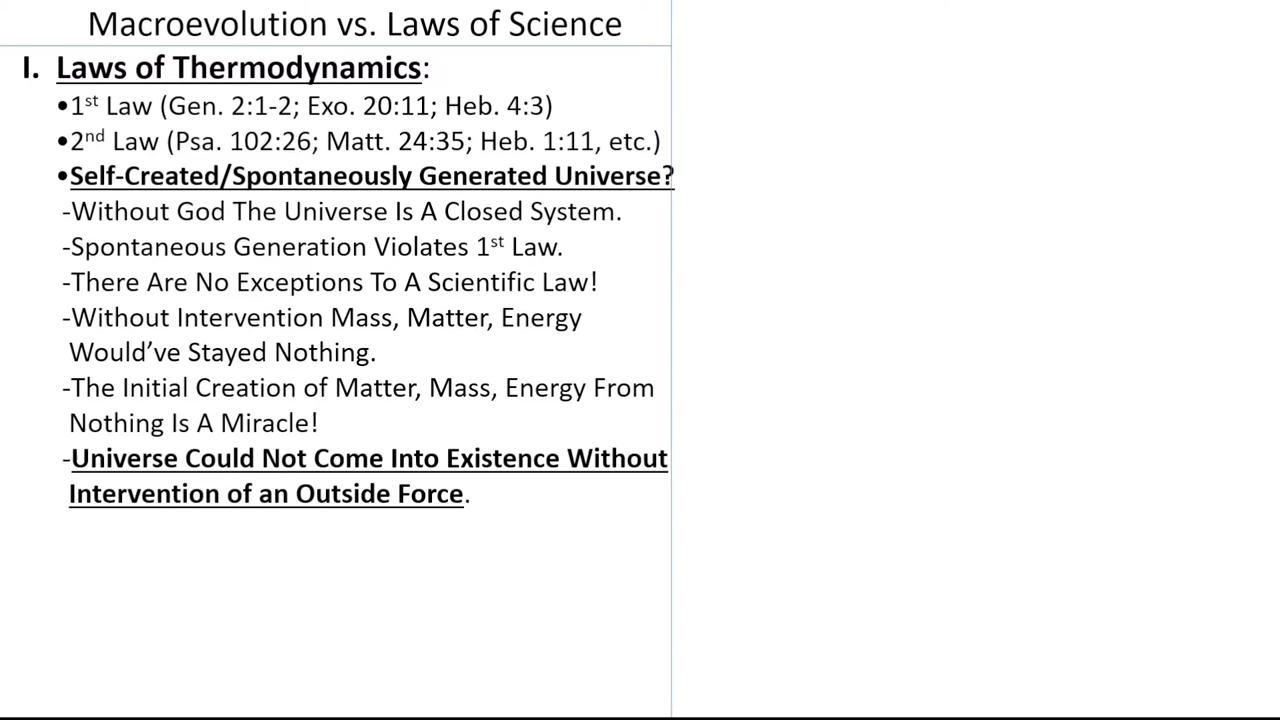 Macroevolution vs. Laws of Science
I. Laws of Thermodynamics:
•1st Law (Gen. 2:1-2; Exo. 20:11; Heb. 4:3)
•2nd Law (Psa. 102:26; Matt. 24:35; Heb. 1:11, etc.)
•Self-Created/Spontaneously Generated Universe?
-Without God The Universe Is A Closed System.
-Spontaneous Generation Violates 1st Law.
-There Are No Exceptions To A Scientific Law!
-Without Intervention Mass, Matter, Energy
Would’ve Stayed Nothing.
-The Initial Creation of Matter, Mass, Energy From
Nothing Is A Miracle!
-Universe Could Not Come Into Existence Without
Intervention of an Outside Force.